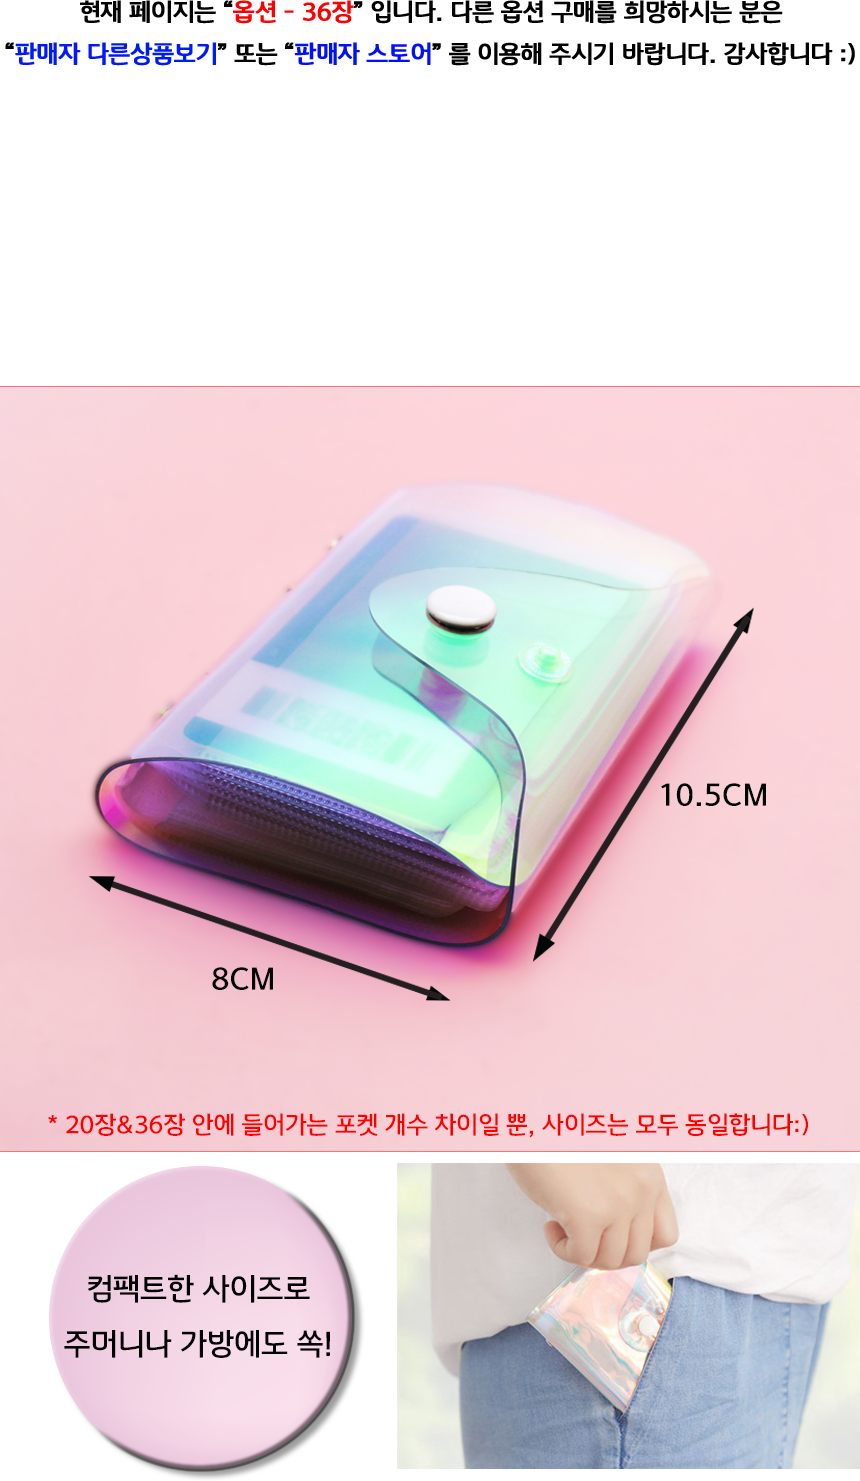 현재 페이지는 “옵션 - 36장” 입니다. 다른 옵션 구매를 희망하시는 분은
“판매자 다른상품보기” 또는 “판매자 스토어” 를 이용해 주시기 바랍니다. 감사합니다 :)
10.5CM
8CM
* 20장&36장 안에 들어가는 포켓 개수 차이일 뿐, 사이즈는 모두 동일합니다:)
컴팩트한 사이즈로
주머니나 가방에도 쏙!